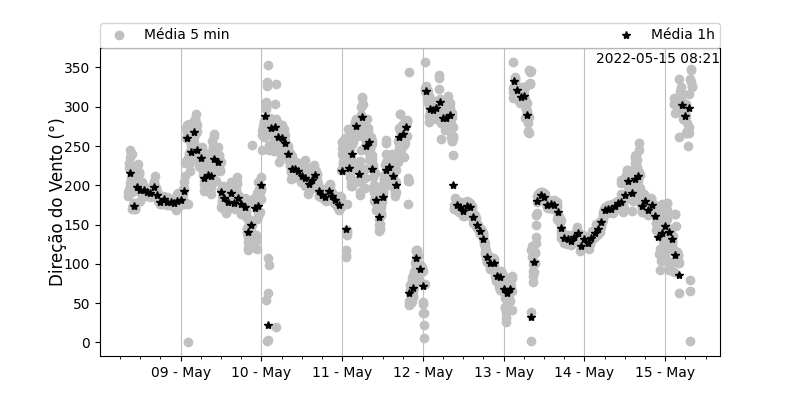 Média 5 min
Média 1h
2022-05-15 08:21
Direção do Vento (°)
350
300
250
200
150
100
50
0
09 - May
10 - May
11 - May
12 - May
13 - May
14 - May
15 - May